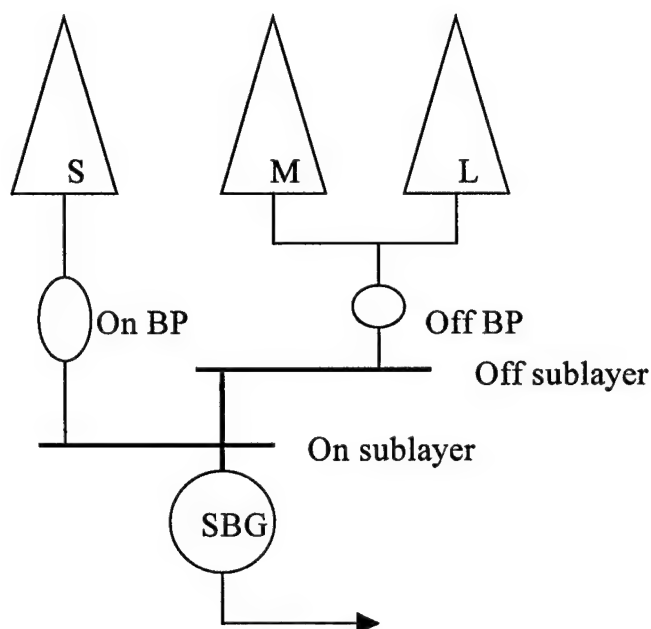 S
M
L
On BP
Off BP
Off sublayer
On sublayer
SBG